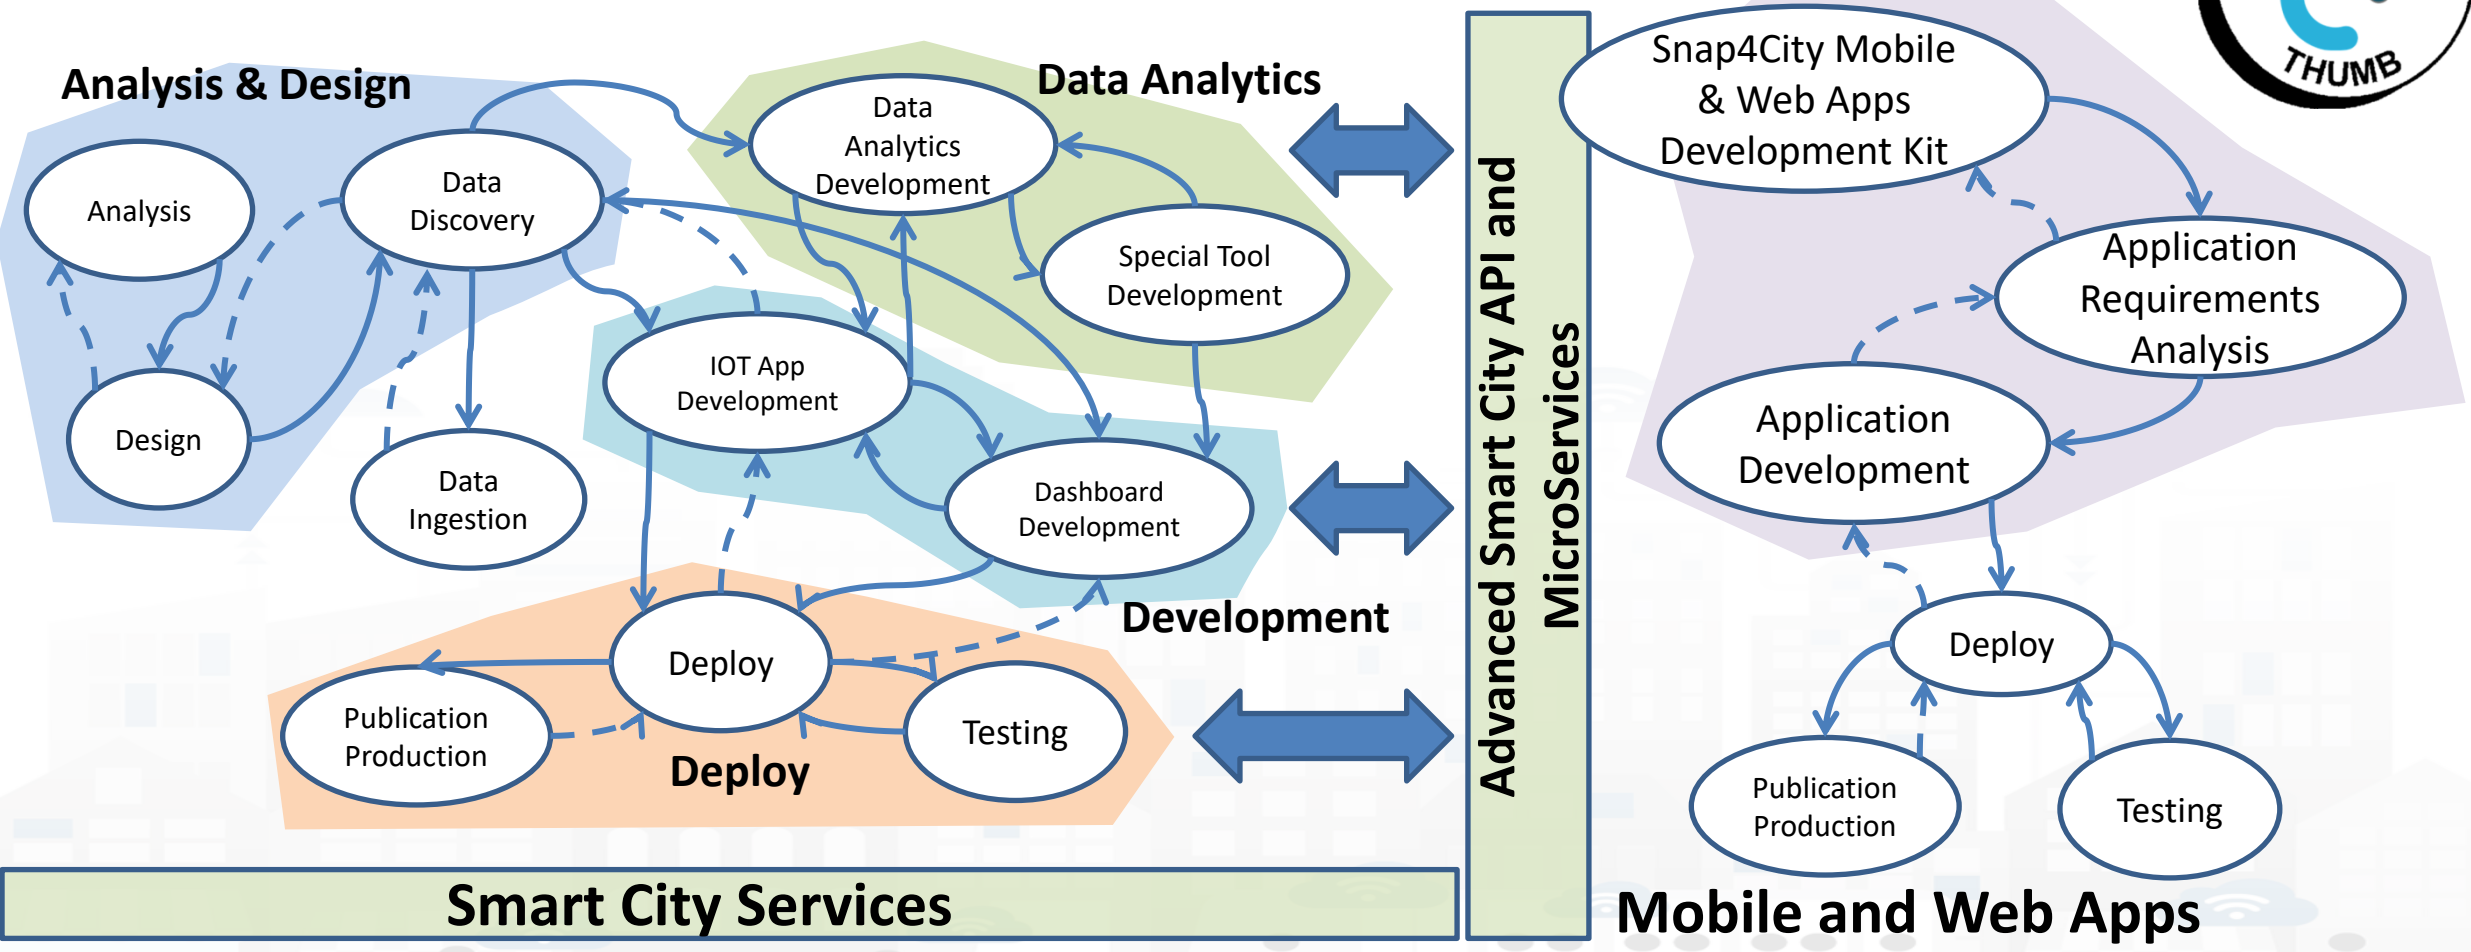 Analysis & Design
Analysis
Data
Discovery
Design
Data
Ingestion
Data Analytics
Data
Analytics
Development
Special Tool
Development
IOT App
Development
Dashboard
Development
Development
Deploy
Publication
Production
Testing
Deploy
Smart City Services
Advanced Smart City API and
MicroServices
THUMB
Snap4City Mobile
& Web Apps
Development Kit
Application
Requirements
Analysis
Application
Development
Deploy
Publication
Production
Testing
Mobile and Web Apps